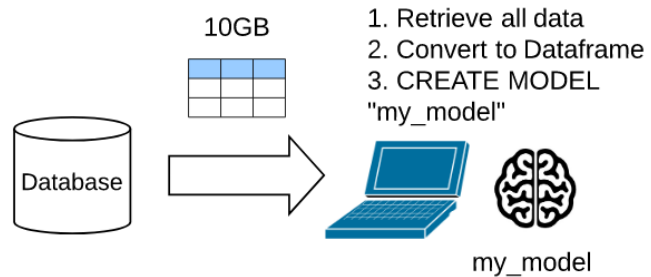 10GB
1. Retrieve all data
2. Convert to Dataframe
3. CREATE MODEL
"my_model"
Database
my_model